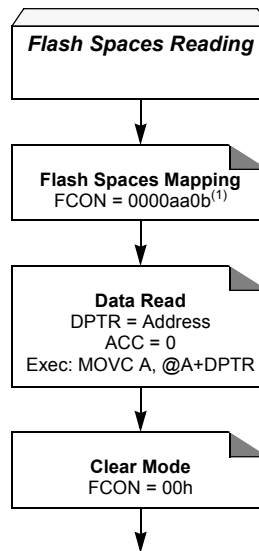 Flash Spaces Reading
Flash Spaces Mapping
FCON = 0000aa0b(1)
Data Read
DPTR = Address
ACC = 0
Exec: MOVC A, @A+DPTR
Clear Mode
FCON = 00h